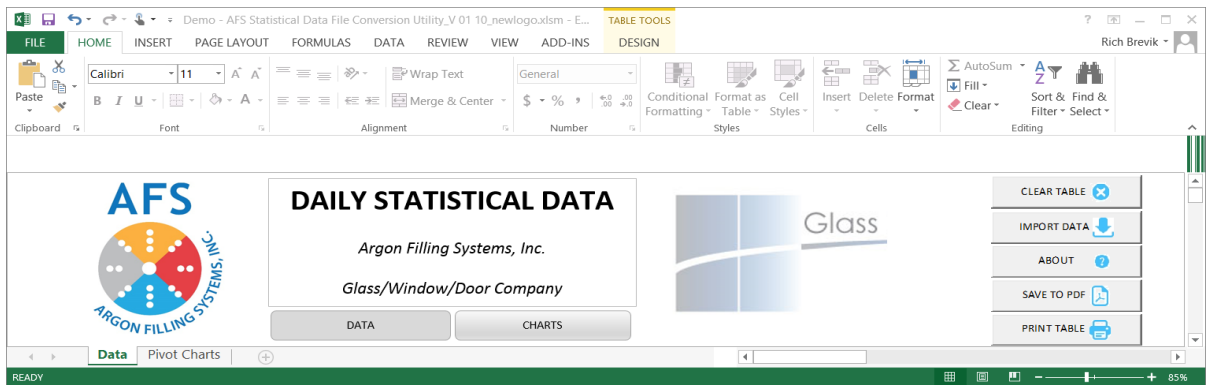 Demo - AFS Statistical Data File Conversion Utility_V 01 10_newlogo.xlsm - E...
TABLE TOOLS
?
FILE HOME INSERT PAGE LAYOUT FORMULAS DATA REVIEW VIEW ADD-INS DESIGN
Rich Brevik
Paste
Calibri 11 A A
Wrap Text
General
Conditional Formatting
Format as Table
Cell Styles
Insert Delete Format
AutoSum
Fill
Clear
Sort & Filter
Find & Select
B I U A
Merge & Center
$ % ,
Clipboard Font Alignment Number Styles Cells Editing
AFS
ARGON FILLING SYSTEMS, INC.
DAILY STATISTICAL DATA
Argon Filling Systems, Inc.
Glass/Window/Door Company
DATA CHARTS
Glass
CLEAR TABLE
IMPORT DATA
ABOUT ?
SAVE TO PDF
PRINT TABLE
Data Pivot Charts
READY
85%